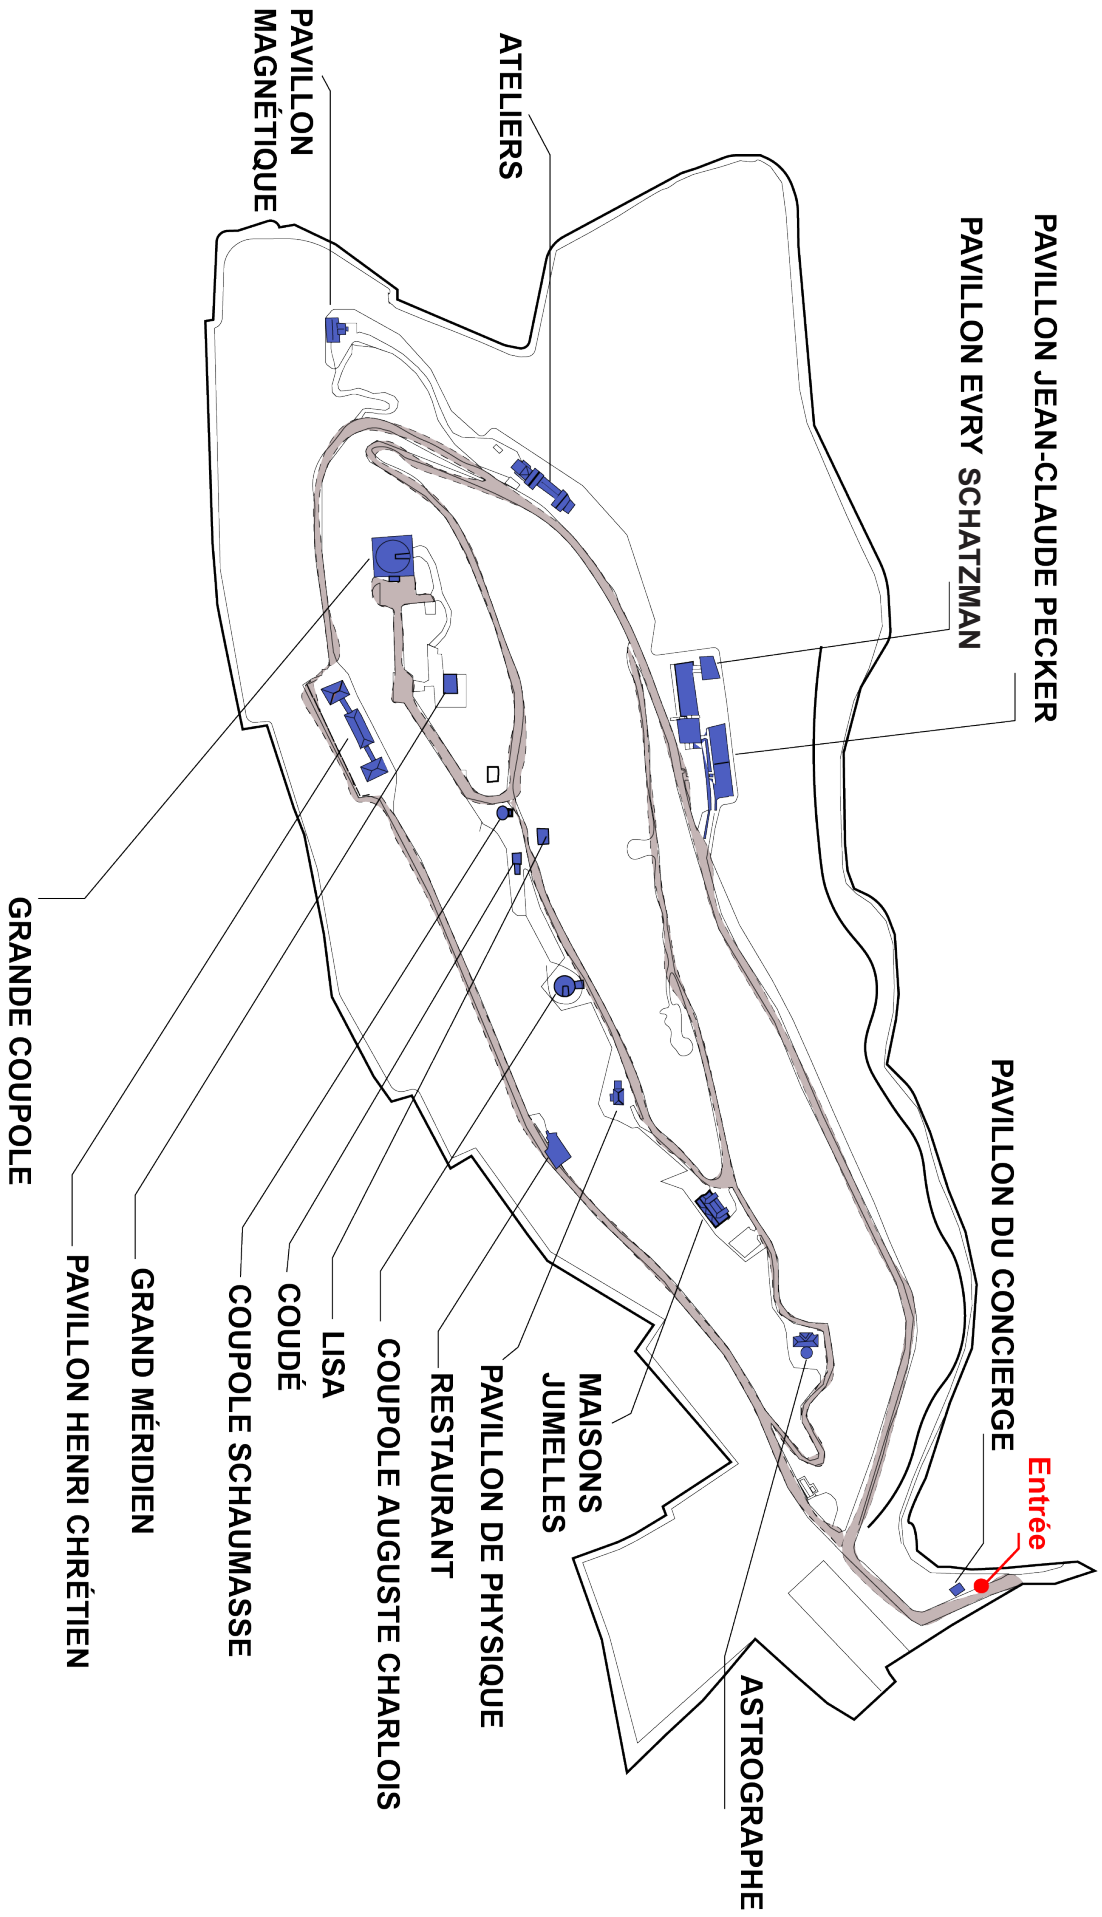 PAVILLON JEAN-CLAUDE PECKER
PAVILLON EVRY SCHATZMAN
ATELIERS
PAVILLON
MAGNÉTIQUE
PAVILLON DU CONCIERGE
Entrée
ASTROGRAPHE
MAISONS
JUMELLES
PAVILLON DE PHYSIQUE
RESTAURANT
COUPOLE AUGUSTE CHARLOIS
LISA
COUDÉ
COUPOLE SCHAUMASSE
GRAND MÉRIDIEN
PAVILLON HENRI CHRÉTIEN
GRANDE COUPOLE